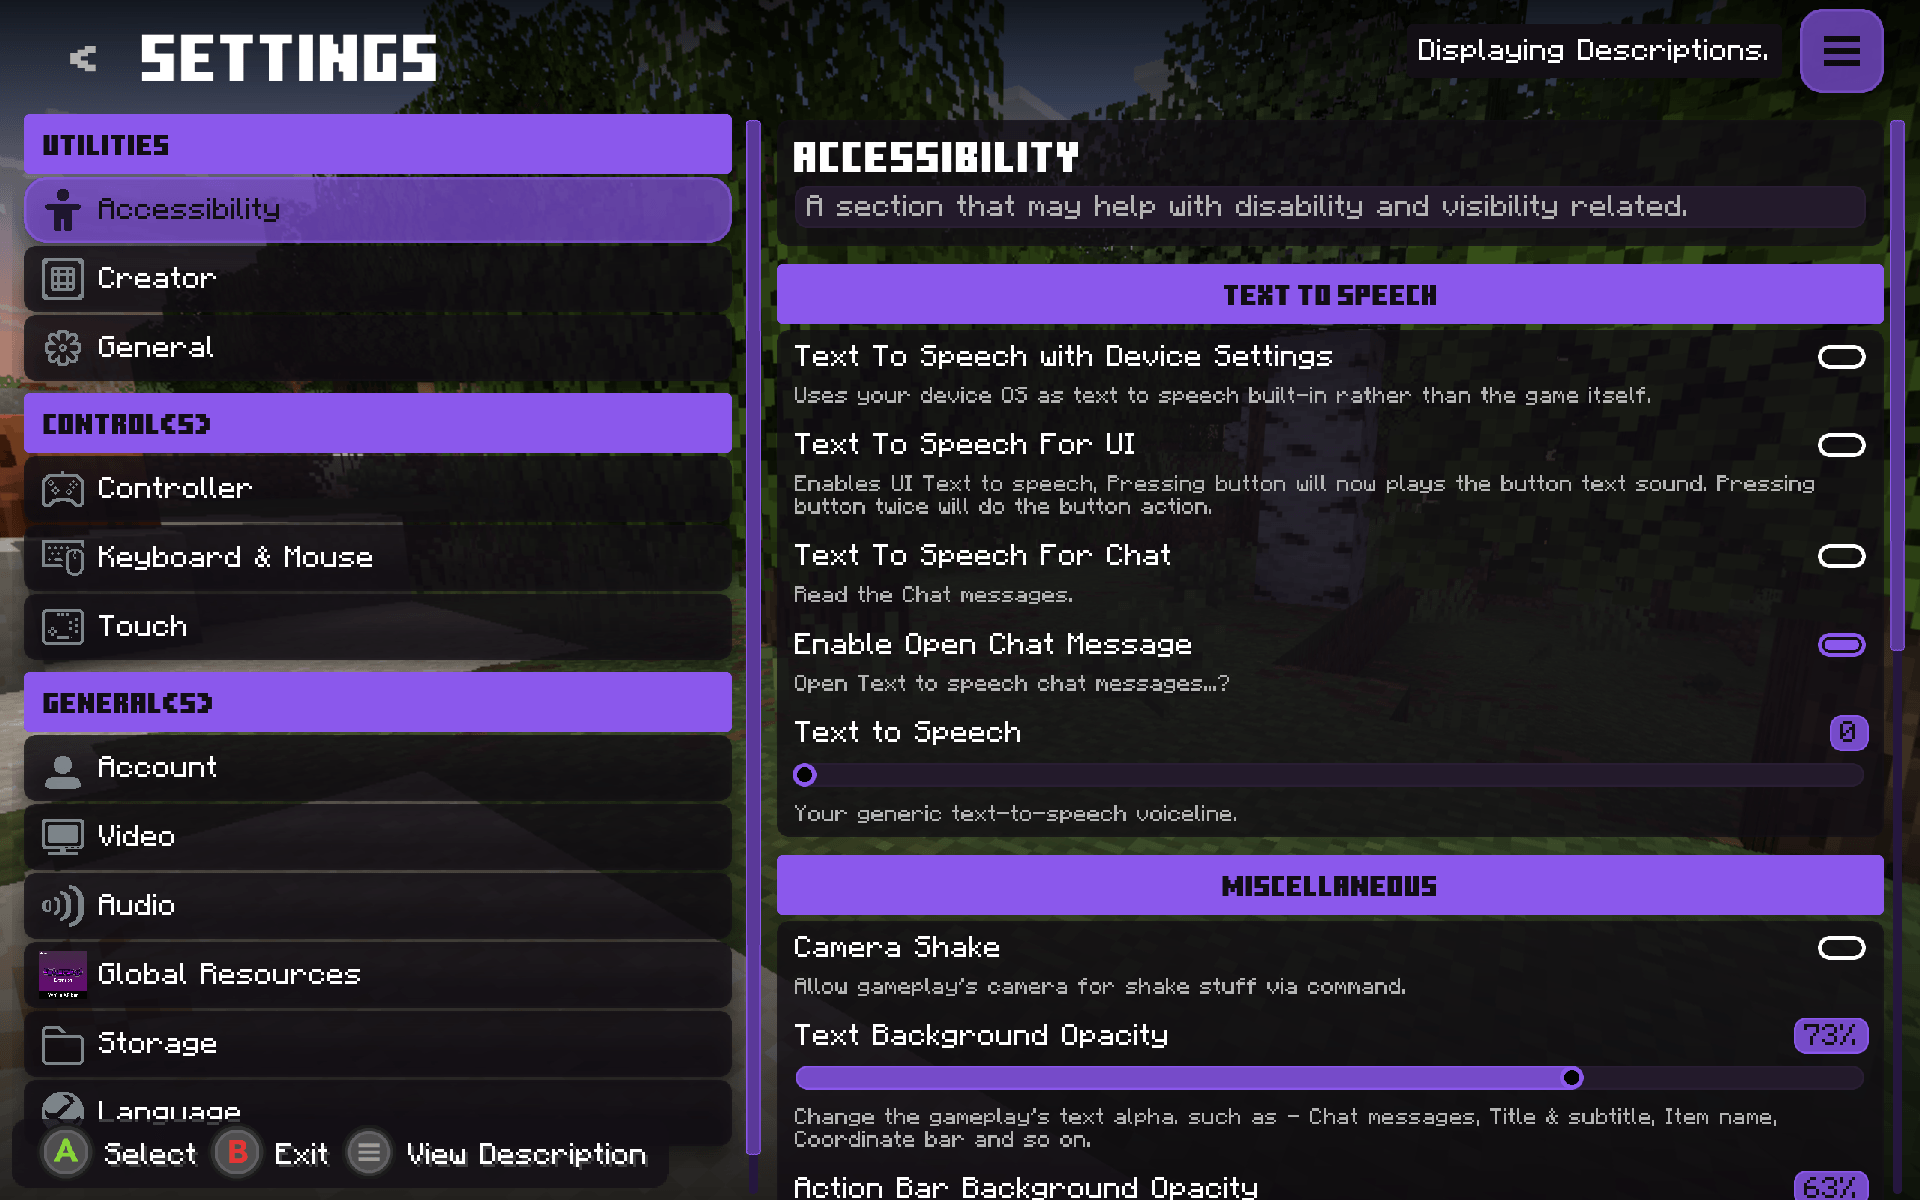 < SETTINGS
Displaying Descriptions.
UTILITIES
Accessibility
Creator
General
CONTROL(S)
Controller
Keyboard & Mouse
Touch
GENERAL(S)
Account
Video
Audio
Global Resources
Storage
Language
A Select B Exit View Description
ACCESSIBILITY
A section that may help with disability and visibility related.
TEXT TO SPEECH
Text To Speech with Device Settings
Uses your device OS as text to speech built-in rather than the game itself.
Text To Speech For UI
Enables UI Text to speech, Pressing button will now plays the button text sound. Pressing
button twice will do the button action.
Text To Speech For Chat
Read the Chat messages.
Enable Open Chat Message
Open Text to speech chat messages...?
Text to Speech
0
Your generic text-to-speech voiceline.
MISCELLANEOUS
Camera Shake
Allow gameplay's camera for shake stuff via command.
Text Background Opacity
73%
Change the gameplay's text alpha. such as - Chat messages, Title & subtitle, Item name,
Coordinate bar and so on.
Action Bar Background Opacity
63%